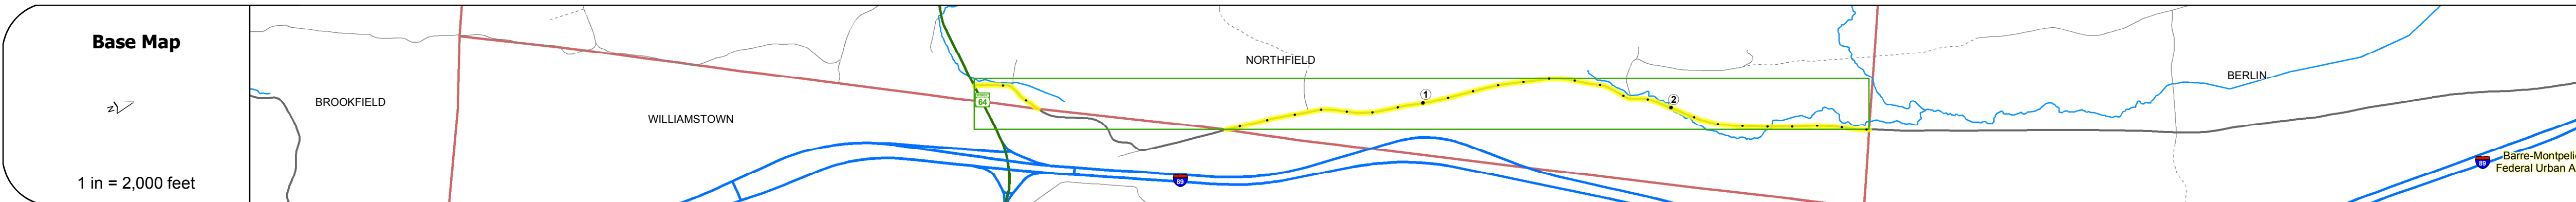 Base Map
N
1 in = 2,000 feet
BROOKFIELD
WILLIAMSTOWN
64
89
NORTHFIELD
1
2
BERLIN
89
Barre-Montpeli
Federal Urban A